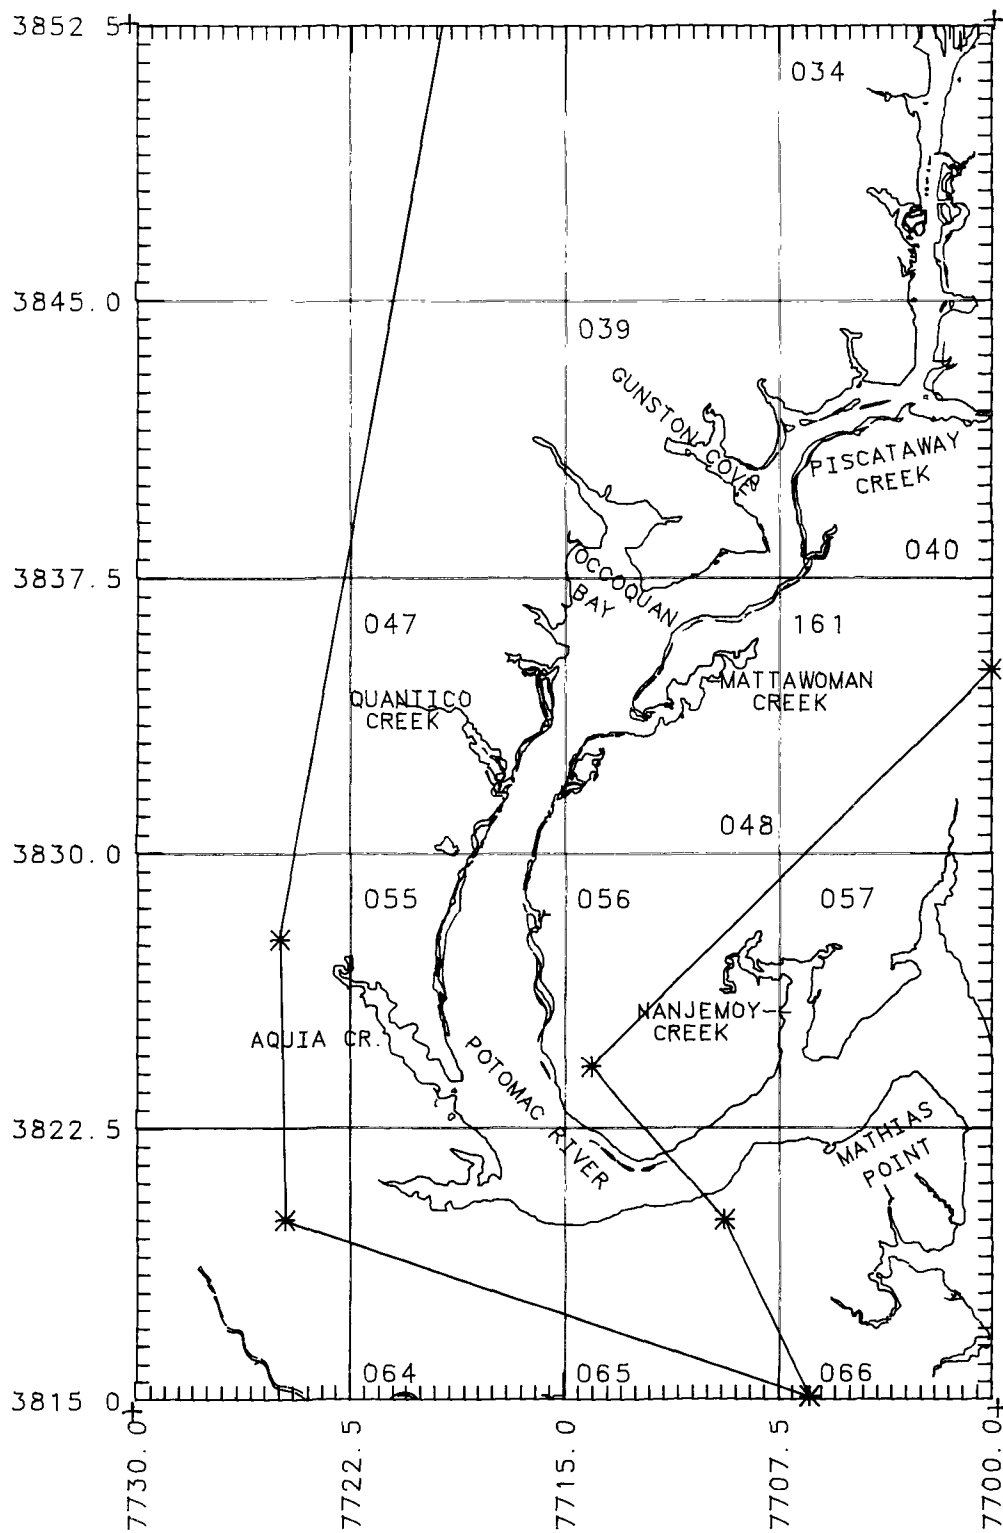 3852 5
034
3845. 0
039
GUNSTON COVE
PISCATAWAY
CREEK
040
3837. 5
OCCOQUAN
BAY
047
161
QUANTICO
CREEK
MATTAWOMAN
CREEK
048
3830. 0
055
056
057
NANJEMOY
CREEK
AQUIA CR.
POTOMAC RIVER
3822. 5
MATHIAS
POINT
064
065
066
3815 0
7730. 0
7722. 5
7715. 0
7707. 5
7700. 0